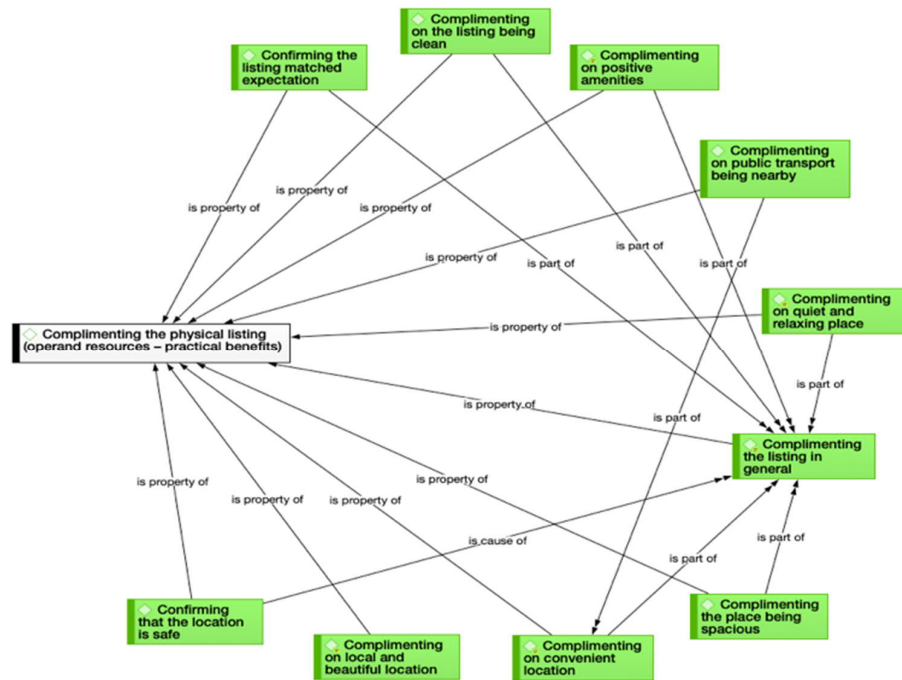 Complimenting
on the listing being
clean
Confirming the
listing matched
expectation
Complimenting
on positive
amenities
Complimenting
on public transport
being nearby
is property of
is property of
is property of
is property of
is part of
is part of
is part of
Complimenting
on quiet and
relaxing place
is property of
Complimenting the physical listing
(operand resources – practical benefits)
is part of
is property of
is part of
Complimenting
the listing in
general
is property of
is property of
is property of
is property of
is cause of
is part of
is part of
Confirming
that the location
is safe
Complimenting
on local and
beautiful location
Complimenting
on convenient
location
Complimenting
the place being
spacious